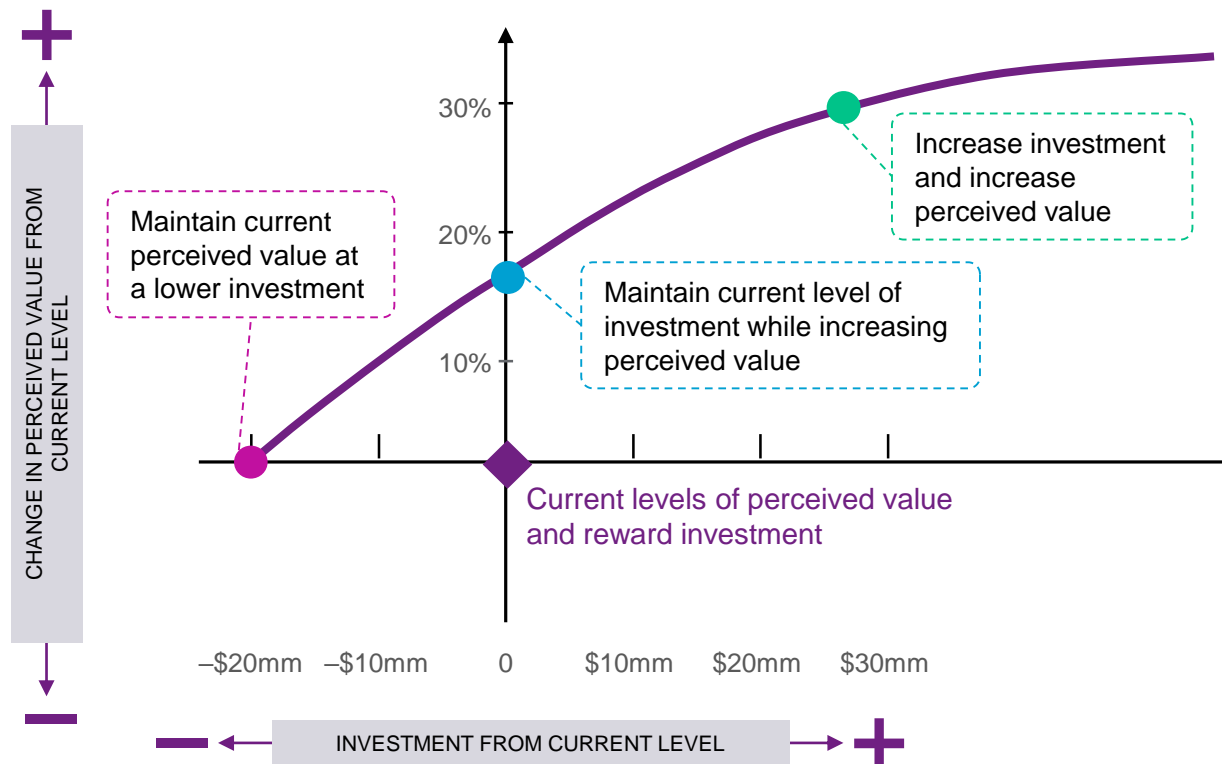 CHANGE IN PERCEIVED VALUE FROM
CURRENT LEVEL
30%
20%
10%
Maintain current
perceived value at
a lower investment
Increase investment
and increase
perceived value
Maintain current level of
investment while increasing
perceived value
Current levels of perceived value
and reward investment
–$20mm –$10mm 0 $10mm $20mm $30mm
INVESTMENT FROM CURRENT LEVEL